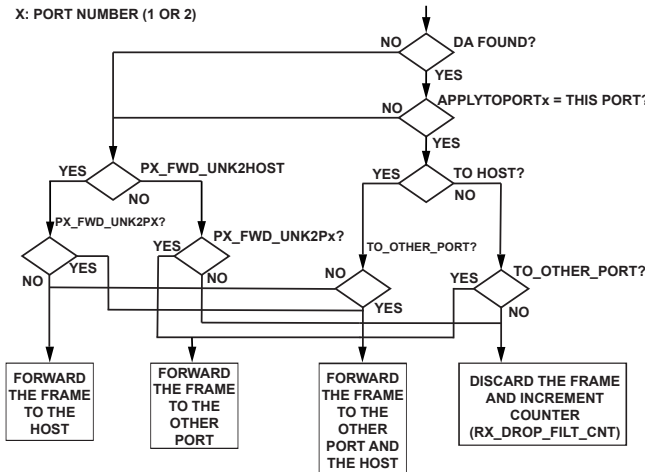 X: PORT NUMBER (1 OR 2)
DA FOUND?
NO
YES
APPLYTOPORTx = THIS PORT?
NO
YES
YES
PX_FWD_UNK2HOST
NO
YES
TO HOST?
NO
PX_FWD_UNK2PX?
YES
NO
PX_FWD_UNK2Px?
YES
NO
TO_OTHER_PORT?
NO
YES
TO_OTHER_PORT?
YES
NO
FORWARD
THE FRAME
TO THE
HOST
FORWARD
THE FRAME
TO THE
OTHER
PORT
FORWARD
THE FRAME
TO THE
OTHER
PORT AND
THE HOST
DISCARD THE FRAME
AND INCREMENT
COUNTER
(RX_DROP_FILT_CNT)